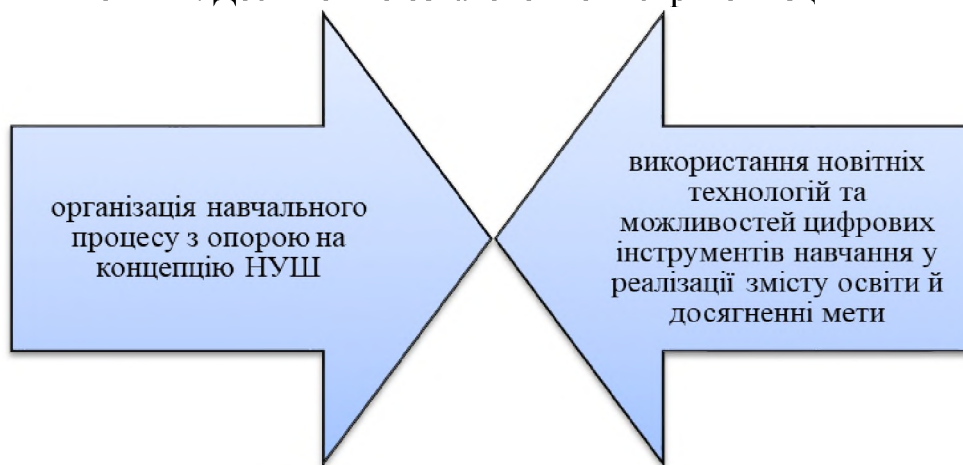 організація навчального
процесу з опорою на
концепцію НУШ
використання новітніх
технологій та
можливостей цифрових
інструментів навчання у
реалізації змісту освіти й
досягненні мети